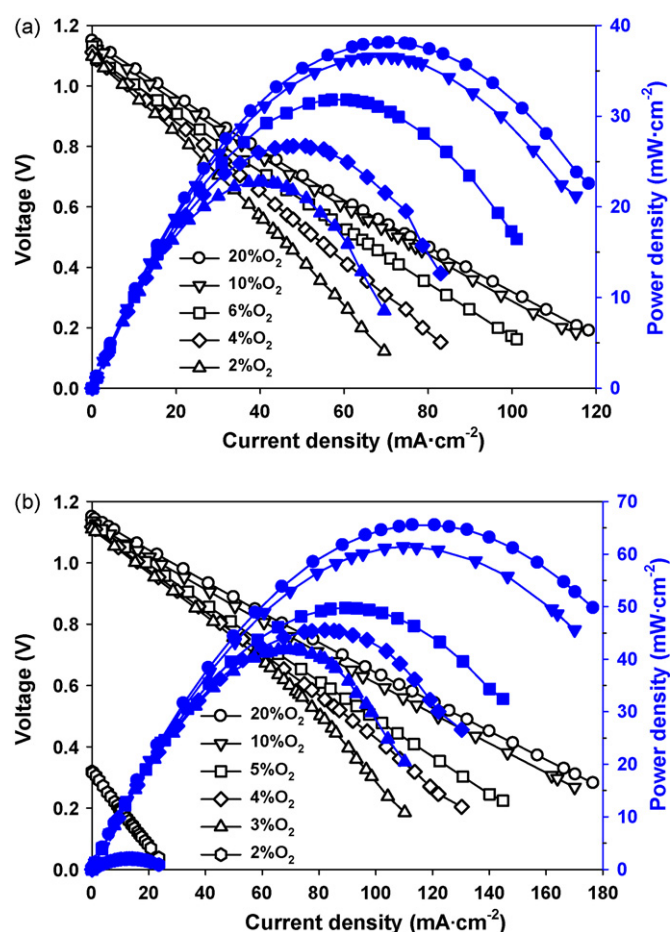 (a)
1.2
1.0
0.8
0.6
0.4
0.2
0.0
Voltage (V)
40
30
20
10
0
Power density (mW·cm⁻²)
20%O₂
10%O₂
6%O₂
4%O₂
2%O₂
0 20 40 60 80 100 120
Current density (mA·cm⁻²)
(b)
1.2
1.0
0.8
0.6
0.4
0.2
0.0
Voltage (V)
70
60
50
40
30
20
10
0
Power density (mW·cm⁻²)
20%O₂
10%O₂
5%O₂
4%O₂
3%O₂
2%O₂
0 20 40 60 80 100 120 140 160 180
Current density (mA·cm⁻²)